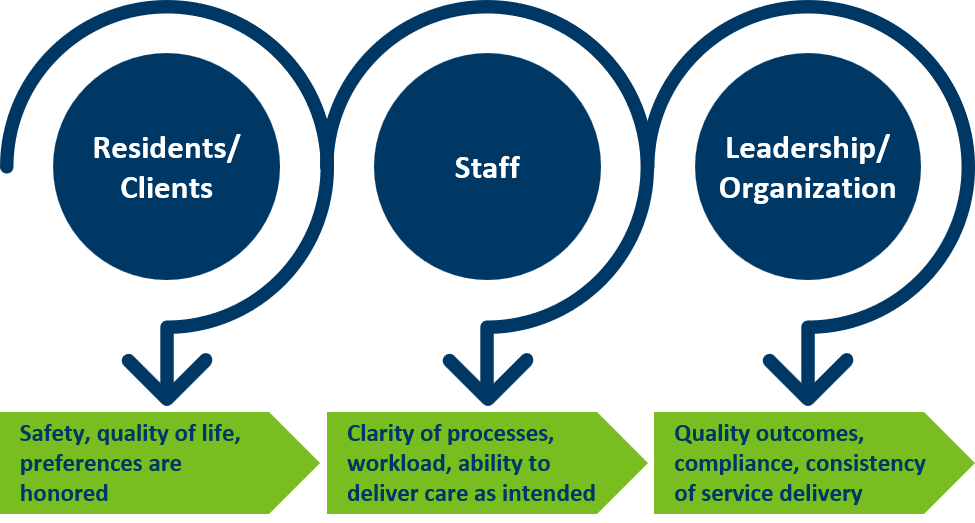 Residents/
Clients
Staff
Leadership/
Organization
Safety, quality of life,
preferences are
honored
Clarity of processes,
workload, ability to
deliver care as intended
Quality outcomes,
compliance, consistency
of service delivery